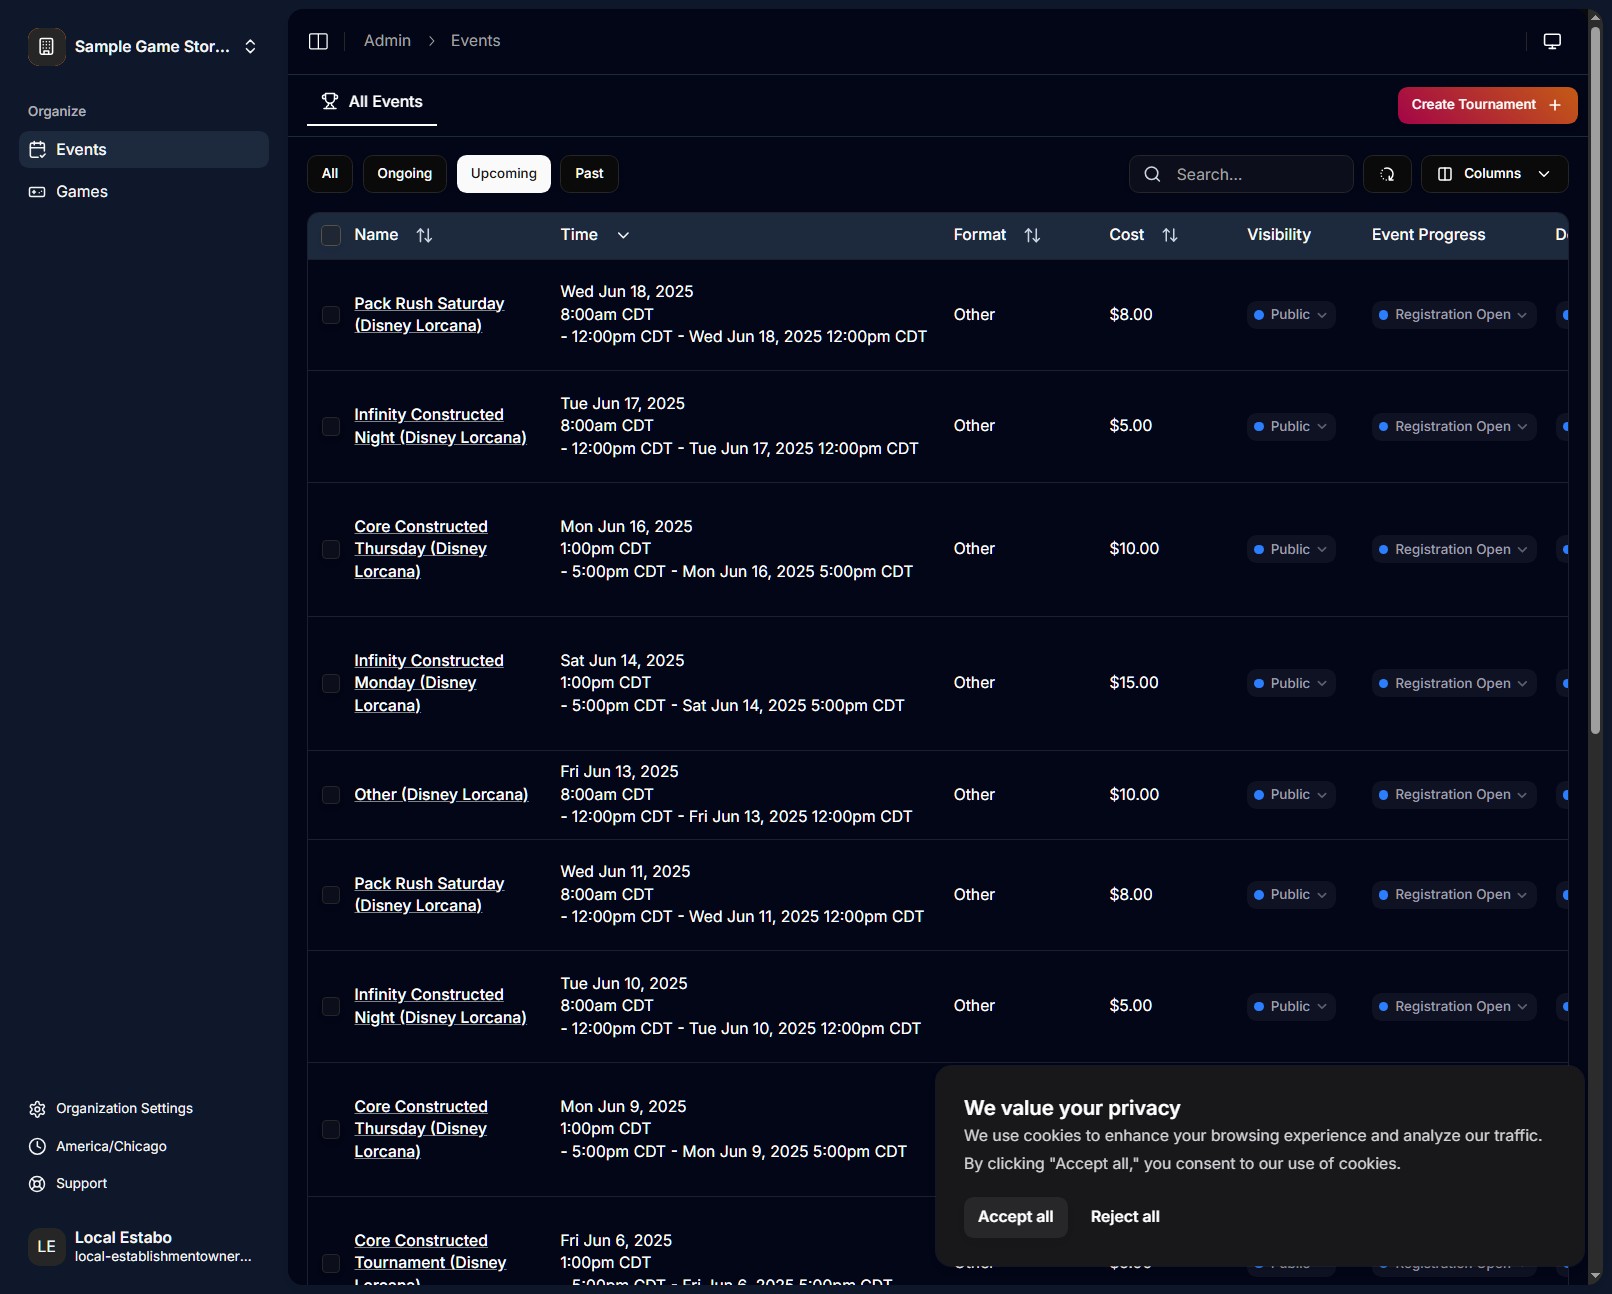 Sample Game Stor...
Organize
Events
Games
Organization Settings
America/Chicago
Support
LE
Local Estabo
local-establishmentowner...
Admin > Events
All Events
Create Tournament +
All
Ongoing
Upcoming
Past
Search...
Columns
Name
Time
Format
Cost
Visibility
Event Progress
Pack Rush Saturday
(Disney Lorcana)
Wed Jun 18, 2025
8:00am CDT
- 12:00pm CDT - Wed Jun 18, 2025 12:00pm CDT
Other
$8.00
Public
Registration Open
Infinity Constructed
Night (Disney Lorcana)
Tue Jun 17, 2025
8:00am CDT
- 12:00pm CDT - Tue Jun 17, 2025 12:00pm CDT
Other
$5.00
Public
Registration Open
Core Constructed
Thursday (Disney
Lorcana)
Mon Jun 16, 2025
1:00pm CDT
- 5:00pm CDT - Mon Jun 16, 2025 5:00pm CDT
Other
$10.00
Public
Registration Open
Infinity Constructed
Monday (Disney
Lorcana)
Sat Jun 14, 2025
1:00pm CDT
- 5:00pm CDT - Sat Jun 14, 2025 5:00pm CDT
Other
$15.00
Public
Registration Open
Other (Disney Lorcana)
Fri Jun 13, 2025
8:00am CDT
- 12:00pm CDT - Fri Jun 13, 2025 12:00pm CDT
Other
$10.00
Public
Registration Open
Pack Rush Saturday
(Disney Lorcana)
Wed Jun 11, 2025
8:00am CDT
- 12:00pm CDT - Wed Jun 11, 2025 12:00pm CDT
Other
$8.00
Public
Registration Open
Infinity Constructed
Night (Disney Lorcana)
Tue Jun 10, 2025
8:00am CDT
- 12:00pm CDT - Tue Jun 10, 2025 12:00pm CDT
Other
$5.00
Public
Registration Open
Core Constructed
Thursday (Disney
Lorcana)
Mon Jun 9, 2025
1:00pm CDT
- 5:00pm CDT - Mon Jun 9, 2025 5:00pm CDT
Core Constructed
Tournament (Disney
Lorcana)
Fri Jun 6, 2025
1:00pm CDT
- 5:00pm CDT - Fri Jun 6, 2025 5:00pm CDT
We value your privacy
We use cookies to enhance your browsing experience and analyze our traffic.
By clicking "Accept all," you consent to our use of cookies.
Accept all
Reject all